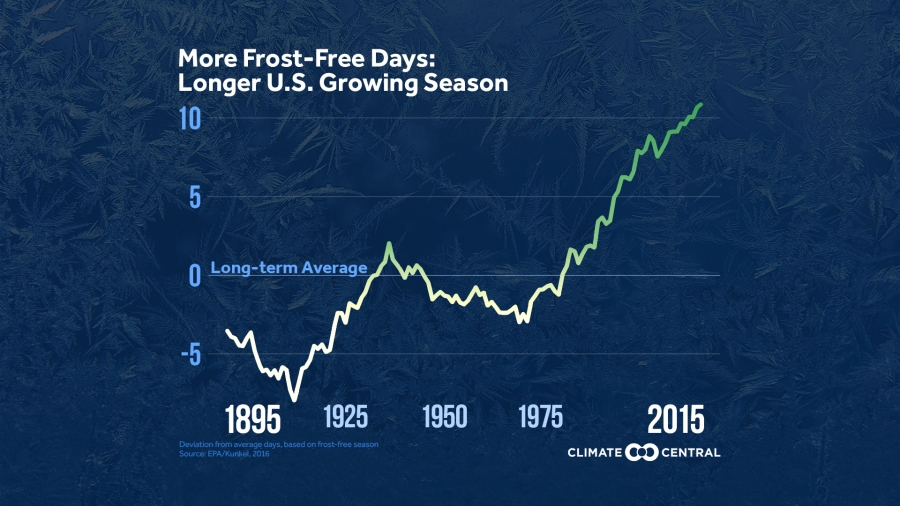 More Frost-Free Days:
Longer U.S. Growing Season
10
5
0 Long-term Average
-5
1895 1925 1950 1975 2015
Deviation from average days, based on frost-free season
Source: EPA/Kunkel, 2016
CLIMATE CENTRAL